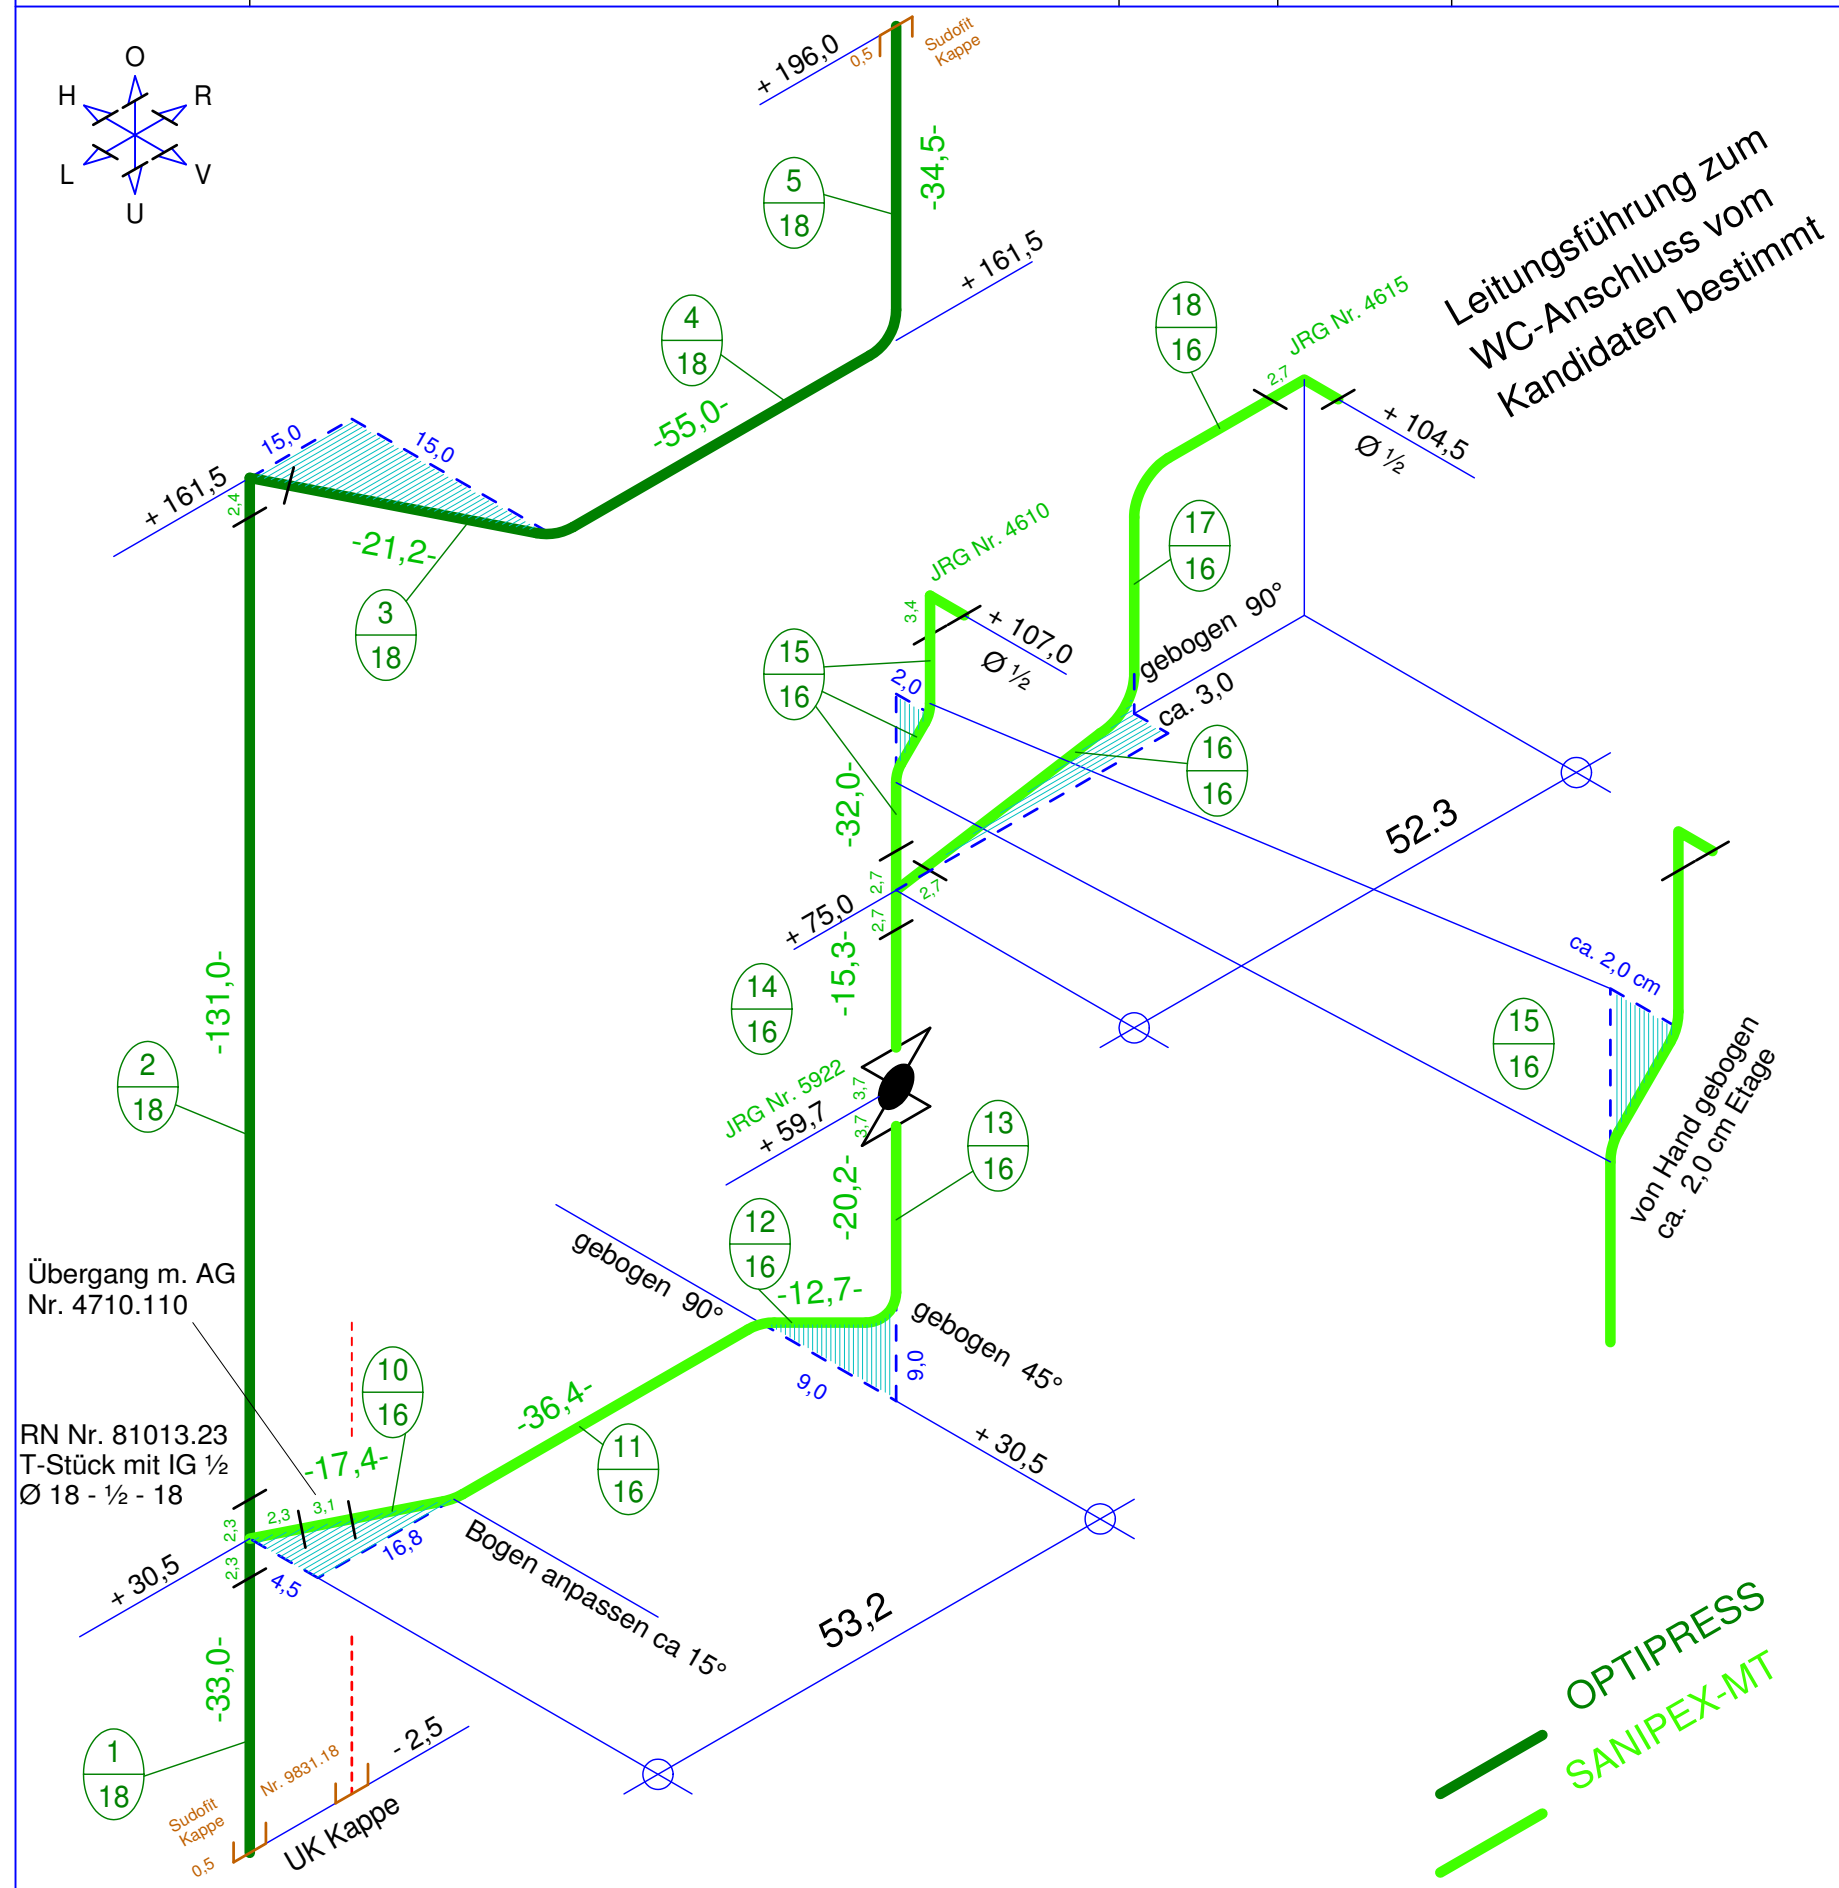 O
H
R
L
V
U
+ 196,0
0,5
Sudofit
Kappe
-34,5-
5
18
+ 161,5
4
18
-55,0-
Leitungsführung zum
WC-Anschluss vom
Kandidaten bestimmt
18
16
JRG Nr. 4615
2,7
+ 104,5
Ø ½
15,0
15,0
+ 161,5
2,4
-21,2-
3
18
JRG Nr. 4610
3,4
+ 107,0
Ø ½
17
16
gebogen 90°
15
16
2,0
ca. 3,0
16
16
-32,0-
52.3
2,7
2,7
2,7
+ 75,0
-15,3-
14
16
ca. 2,0 cm
15
16
von Hand gebogen
ca. 2,0 cm Etage
-131,0-
2
18
JRG Nr. 5922
3,7
3,7
+ 59,7
13
16
-20,2-
12
16
gebogen 90°
-12,7-
gebogen 45°
9,0
9,0
Übergang m. AG
Nr. 4710.110
10
16
-36,4-
11
16
+ 30,5
RN Nr. 81013.23
T-Stück mit IG ½
Ø 18 - ½ - 18
-17,4-
2,3
3,1
2,3
2,3
16,8
4,5
+ 30,5
Bogen anpassen ca 15°
53,2
-33,0-
1
18
- 2,5
Nr. 9831.18
Sudofit
Kappe
0,5
UK Kappe
OPTIPRESS
SANIPEX-MT